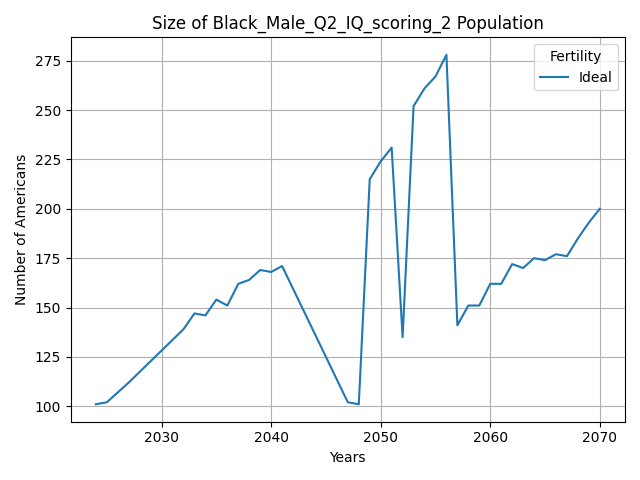 Size of Black_Male_Q2_IQ_scoring_2 Population
Fertility
Ideal
Number of Americans
275
250
225
200
175
150
125
100
2030 2040 2050 2060 2070
Years